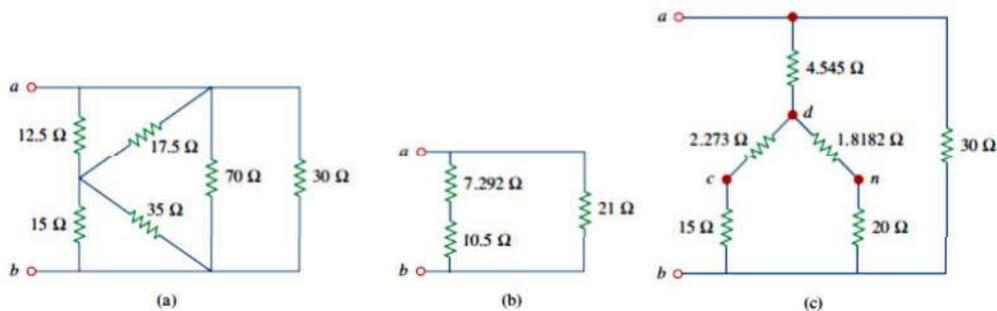 a
12.5 Ω
17.5 Ω
70 Ω
30 Ω
15 Ω
35 Ω
b
(a)
a
7.292 Ω
21 Ω
10.5 Ω
b
(b)
a
4.545 Ω
d
2.273 Ω
1.8182 Ω
30 Ω
c
n
15 Ω
20 Ω
b
(c)